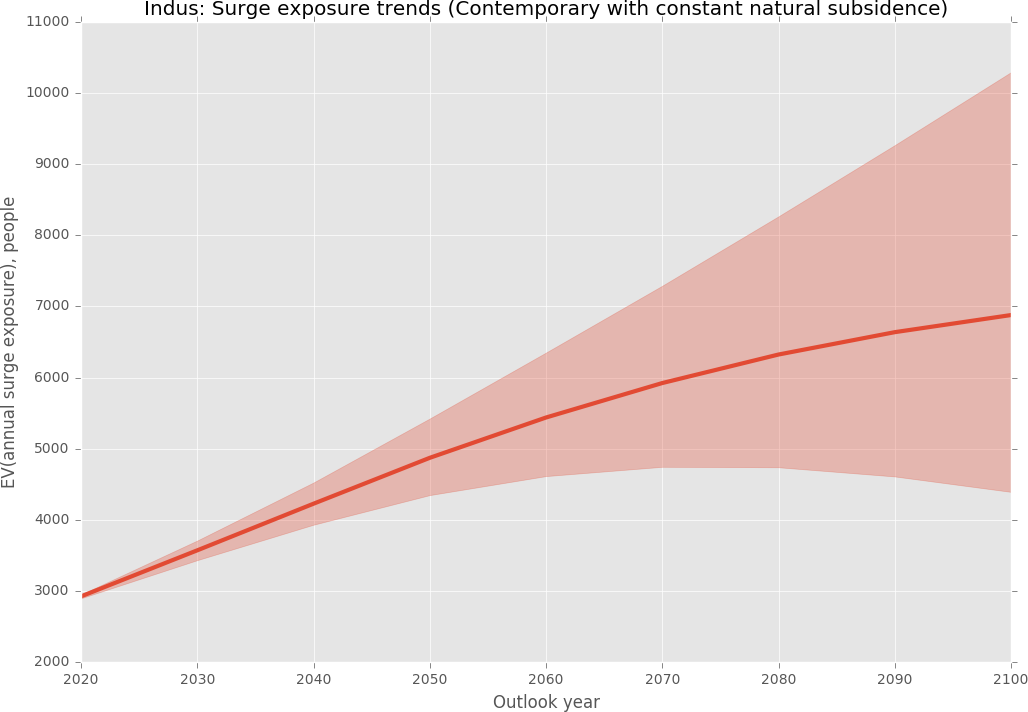 Indus: Surge exposure trends (Contemporary with constant natural subsidence)
EV(annual surge exposure), people
11000
10000
9000
8000
7000
6000
5000
4000
3000
2000
2020 2030 2040 2050 2060 2070 2080 2090 2100
Outlook year